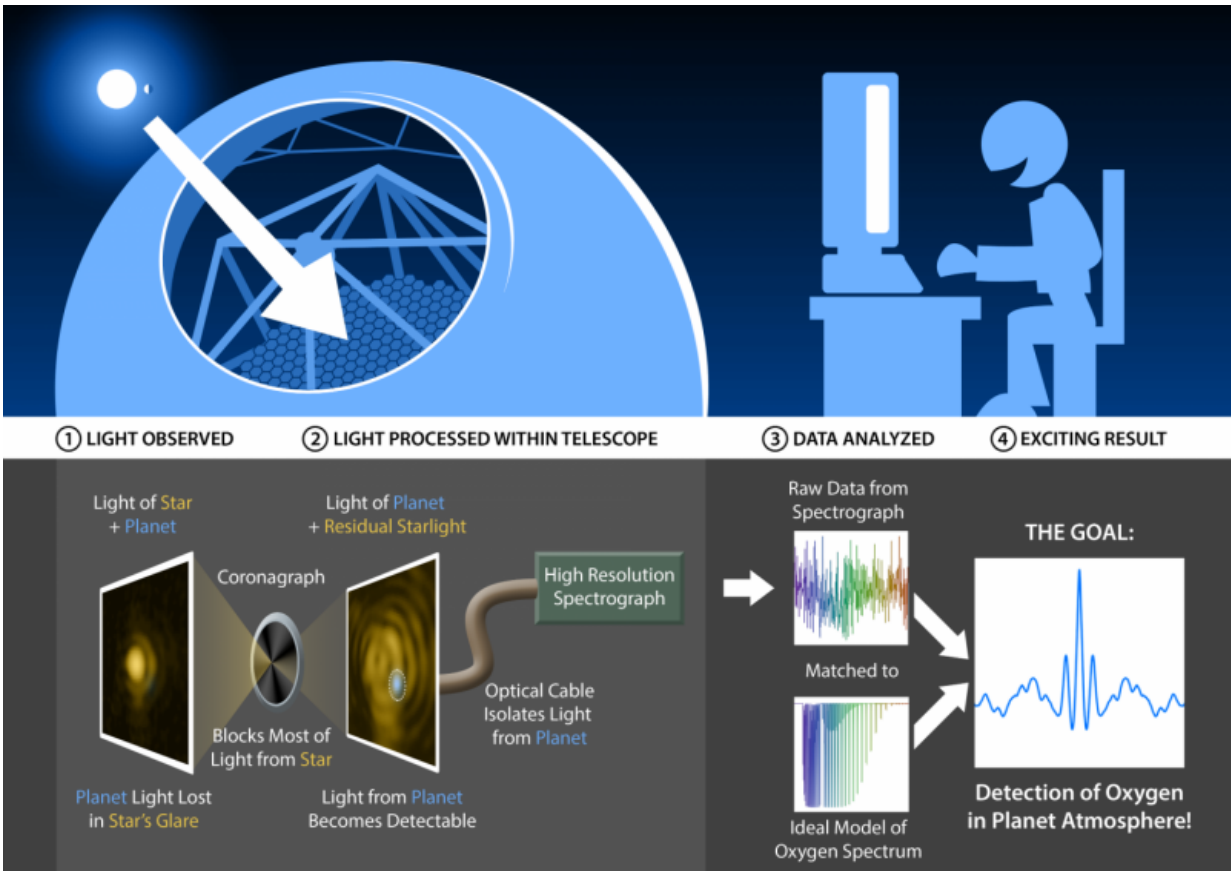 1 LIGHT OBSERVED
2 LIGHT PROCESSED WITHIN TELESCOPE
3 DATA ANALYZED
4 EXCITING RESULT
Light of Star
+ Planet
Coronagraph
Blocks Most of
Light from Star
Planet Light Lost
in Star's Glare
Light of Planet
+ Residual Starlight
Light from Planet
Becomes Detectable
High Resolution
Spectrograph
Optical Cable
Isolates Light
from Planet
Raw Data from
Spectrograph
Matched to
Ideal Model of
Oxygen Spectrum
THE GOAL:
Detection of Oxygen
in Planet Atmosphere!